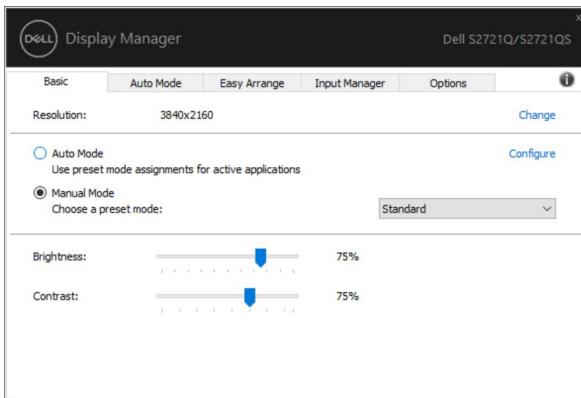 DELL Display Manager
Dell S2721Q/S2721QS
Basic Auto Mode Easy Arrange Input Manager Options
Resolution: 3840x2160 Change
Auto Mode Configure
Use preset mode assignments for active applications
Manual Mode
Choose a preset mode: Standard
Brightness: 75%
Contrast: 75%